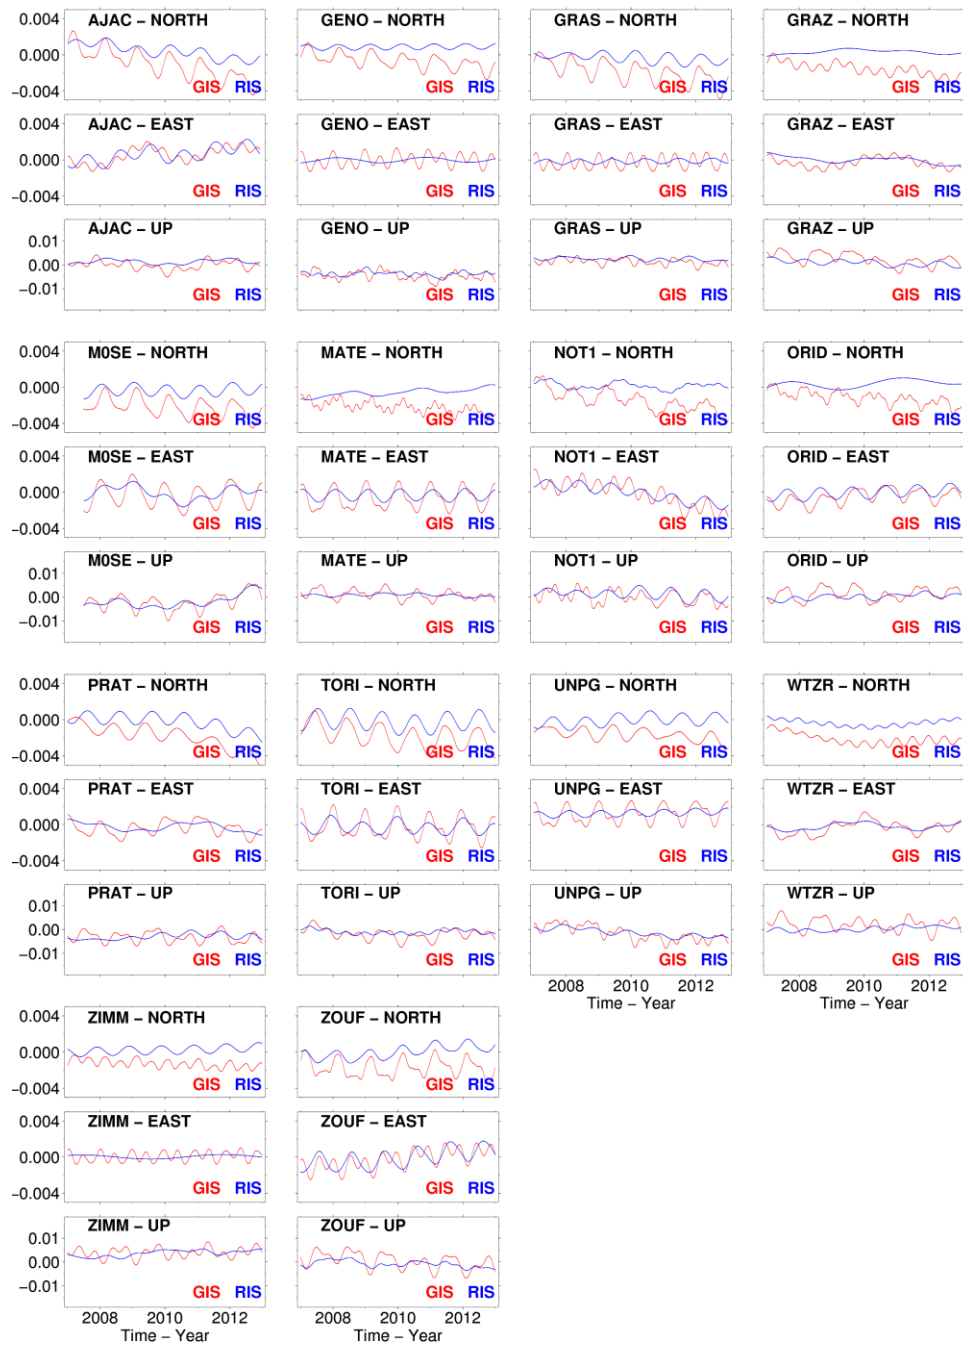 AJAC – NORTH
GENO – NORTH
GRAS – NORTH
GRAZ – NORTH
0.004
0.000
−0.004
GIS RIS
GIS RIS
GIS RIS
GIS RIS
AJAC – EAST
GENO – EAST
GRAS – EAST
GRAZ – EAST
0.004
0.000
−0.004
GIS RIS
GIS RIS
GIS RIS
GIS RIS
AJAC – UP
GENO – UP
GRAS – UP
GRAZ – UP
0.01
0.00
−0.01
GIS RIS
GIS RIS
GIS RIS
GIS RIS
M0SE – NORTH
MATE – NORTH
NOT1 – NORTH
ORID – NORTH
0.004
0.000
−0.004
GIS RIS
GIS RIS
GIS RIS
GIS RIS
M0SE – EAST
MATE – EAST
NOT1 – EAST
ORID – EAST
0.004
0.000
−0.004
GIS RIS
GIS RIS
GIS RIS
GIS RIS
M0SE – UP
MATE – UP
NOT1 – UP
ORID – UP
0.01
0.00
−0.01
GIS RIS
GIS RIS
GIS RIS
GIS RIS
PRAT – NORTH
TORI – NORTH
UNPG – NORTH
WTZR – NORTH
0.004
0.000
−0.004
GIS RIS
GIS RIS
GIS RIS
GIS RIS
PRAT – EAST
TORI – EAST
UNPG – EAST
WTZR – EAST
0.004
0.000
−0.004
GIS RIS
GIS RIS
GIS RIS
GIS RIS
PRAT – UP
TORI – UP
UNPG – UP
WTZR – UP
0.01
0.00
−0.01
GIS RIS
GIS RIS
GIS RIS
GIS RIS
2008 2010 2012
Time – Year
2008 2010 2012
Time – Year
ZIMM – NORTH
ZOUF – NORTH
0.004
0.000
−0.004
GIS RIS
GIS RIS
ZIMM – EAST
ZOUF – EAST
0.004
0.000
−0.004
GIS RIS
GIS RIS
ZIMM – UP
ZOUF – UP
0.01
0.00
−0.01
GIS RIS
GIS RIS
2008 2010 2012
Time – Year
2008 2010 2012
Time – Year